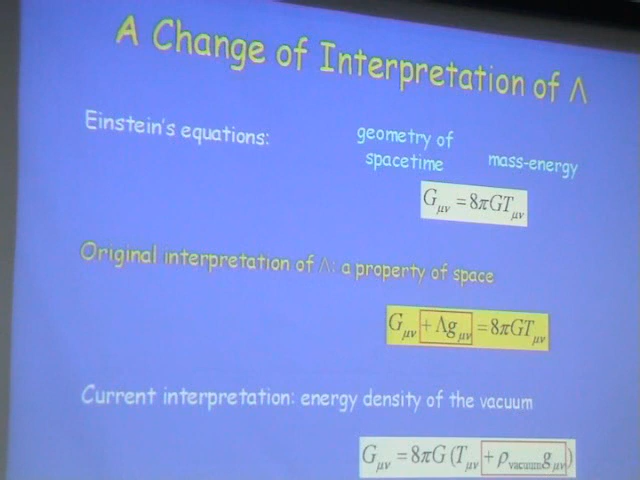 A Change of Interpretation of Λ
Einstein's equations:
geometry of
spacetime
mass-energy
G_μν = 8πGT_μν
Original interpretation of Λ: a property of space
G_μν + Λg_μν = 8πGT_μν
Current interpretation: energy density of the vacuum
G_μν = 8πG (T_μν + ρ_vacuum g_μν)